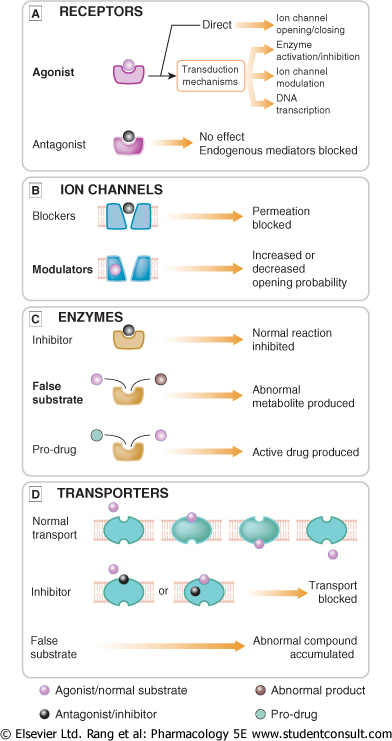 A RECEPTORS
Direct
Ion channel
opening/closing
Agonist
Transduction
mechanisms
Enzyme
activation/inhibition
Ion channel
modulation
DNA
transcription
Antagonist
No effect
Endogenous mediators blocked
B ION CHANNELS
Blockers
Permeation
blocked
Modulators
Increased or
decreased
opening probability
C ENZYMES
Inhibitor
Normal reaction
inhibited
False
substrate
Abnormal
metabolite produced
Pro-drug
Active drug produced
D TRANSPORTERS
Normal
transport
Inhibitor
or
Transport
blocked
False
substrate
Abnormal compound
accumulated
Agonist/normal substrate
Abnormal product
Antagonist/inhibitor
Pro-drug
© Elsevier Ltd. Rang et al: Pharmacology 5E www.studentconsult.com